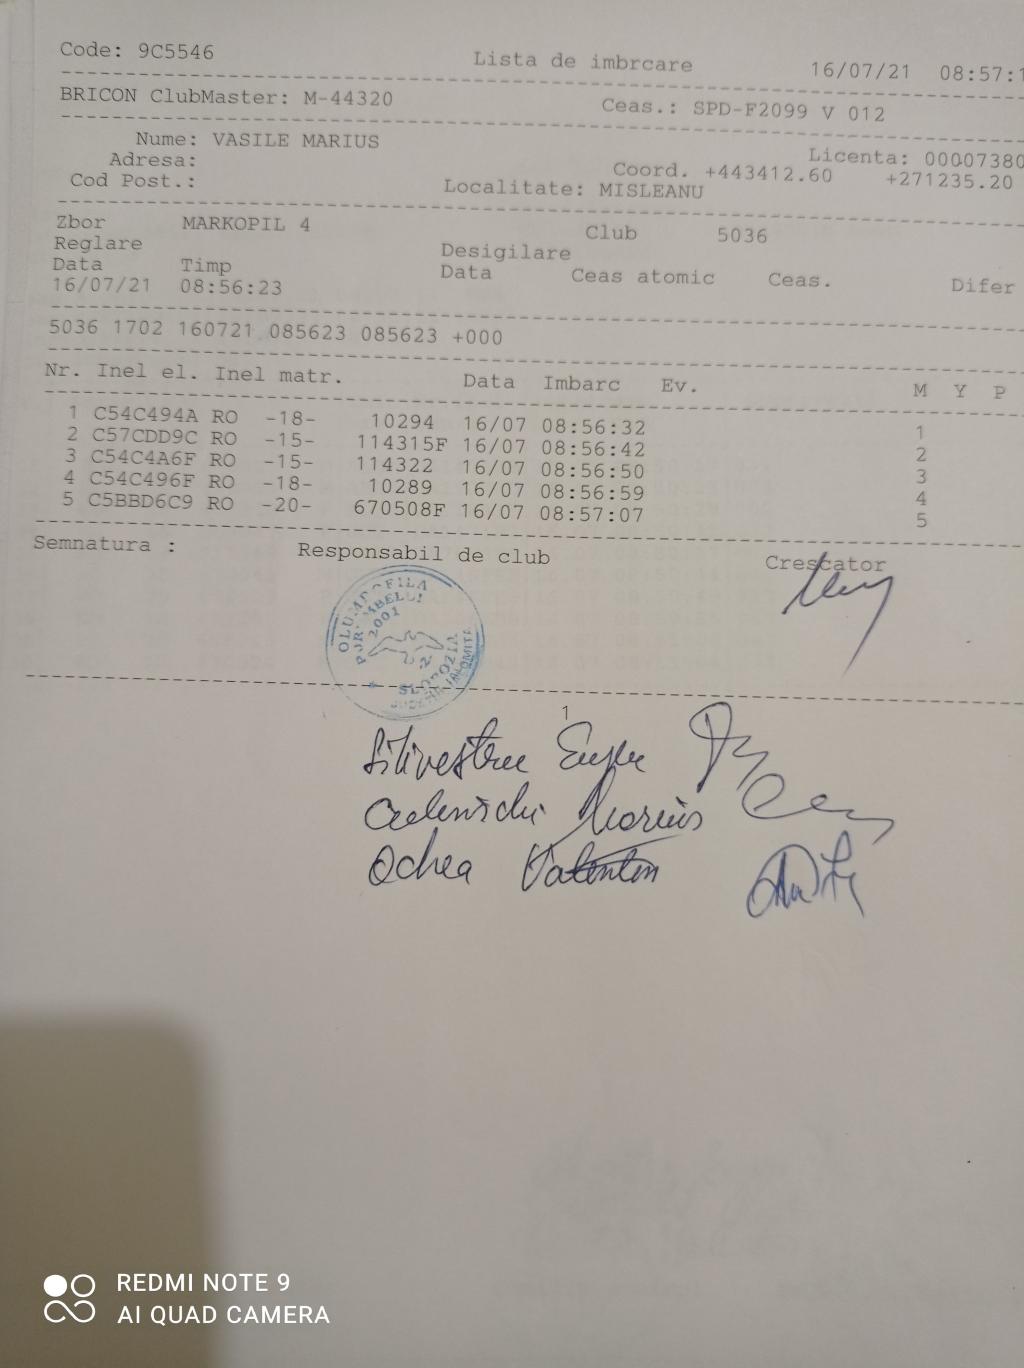 Code: 9C5546 Lista de imbrcare 16/07/21 08:57:1
BRICON ClubMaster: M-44320 Ceas.: SPD-F2099 V 012
Nume: VASILE MARIUS Licenta: 00007380
Adresa: Coord. +443412.60 +271235.20
Cod Post.: Localitate: MISLEANU
Zbor MARKOPIL 4 Club 5036
Reglare Desigilare
Data Timp Data Ceas atomic Ceas. Difer
16/07/21 08:56:23
5036 1702 160721 085623 085623 +000
Nr. Inel el. Inel matr. Data Imbarc Ev. M Y P
1 C54C494A RO -18- 10294 16/07 08:56:32 1
2 C57CDD9C RO -15- 114315F 16/07 08:56:42 2
3 C54C4A6F RO -15- 114322 16/07 08:56:50 3
4 C54C496F RO -18- 10289 16/07 08:56:59 4
5 C5BBD6C9 RO -20- 670508F 16/07 08:57:07 5
Semnatura : Responsabil de club Crescator
2001
1
Silivestru
Marius
Ochea Valentin
REDMI NOTE 9
AI QUAD CAMERA